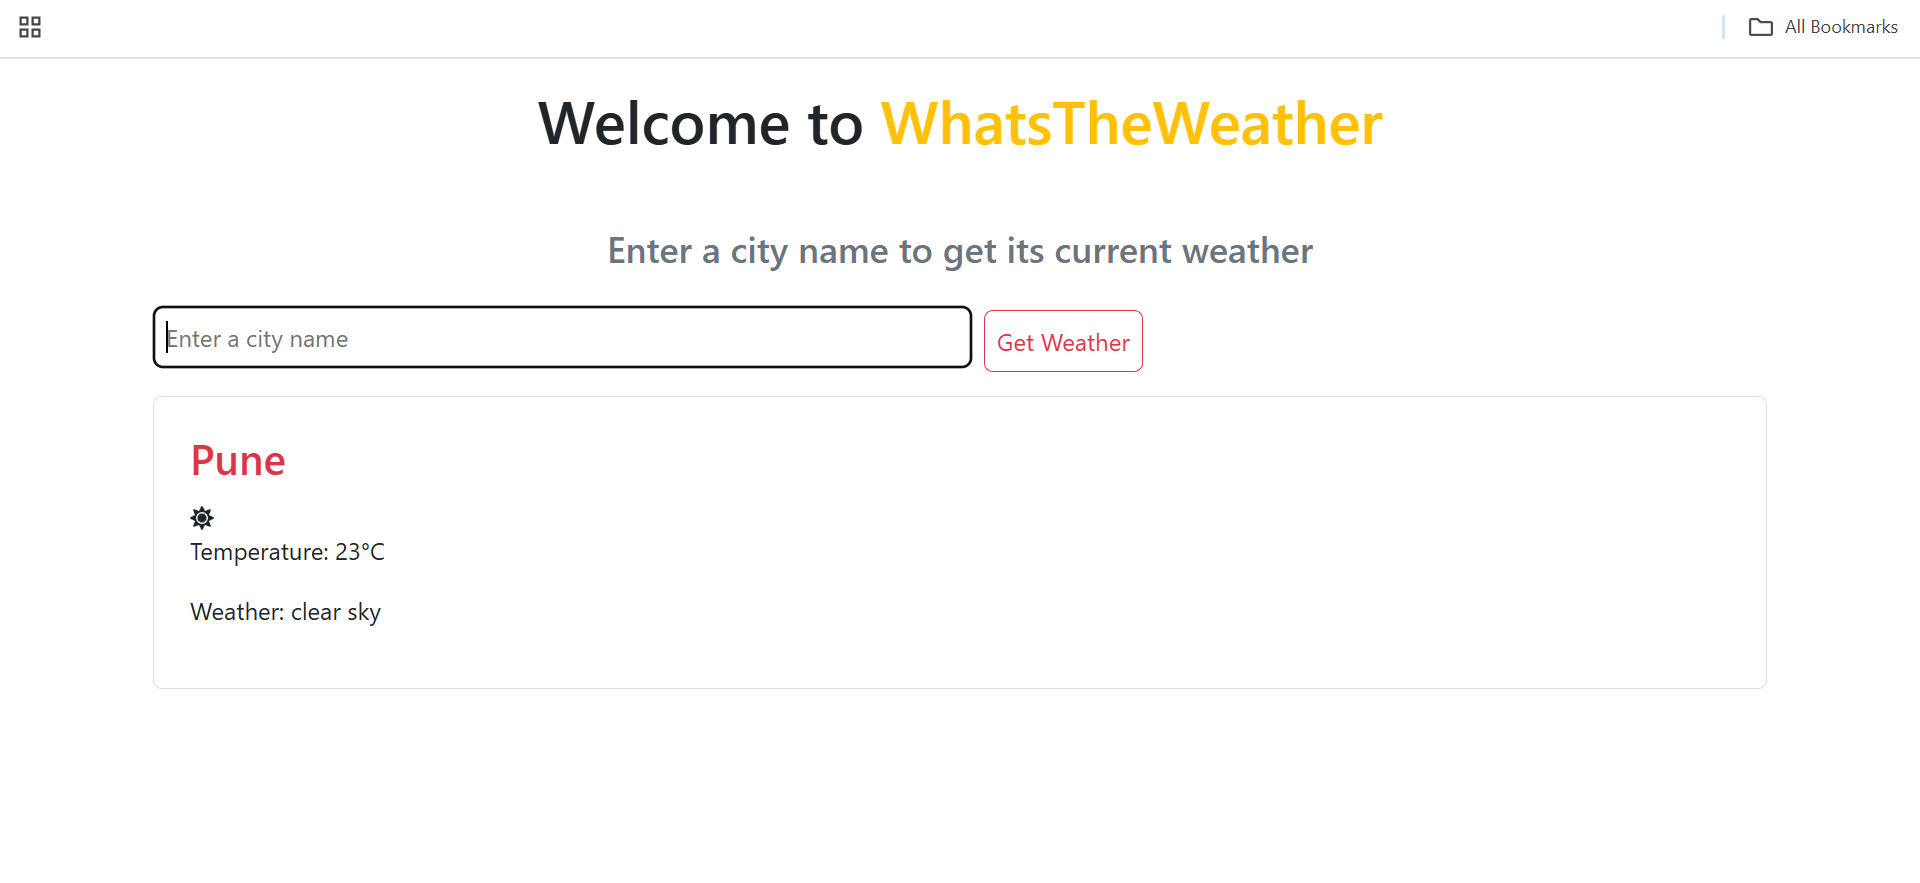 All Bookmarks
Welcome to WhatsTheWeather
Enter a city name to get its current weather
Enter a city name
Get Weather
Pune
Temperature: 23°C
Weather: clear sky